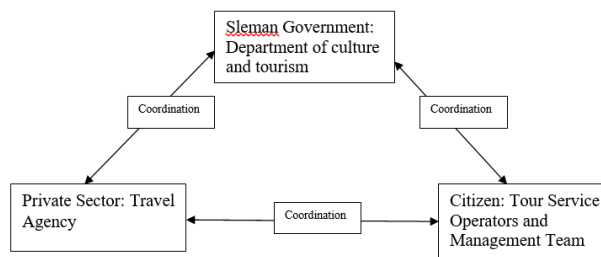 Sleman Government:
Department of culture
and tourism
Coordination
Coordination
Private Sector: Travel
Agency
Coordination
Citizen: Tour Service
Operators and
Management Team